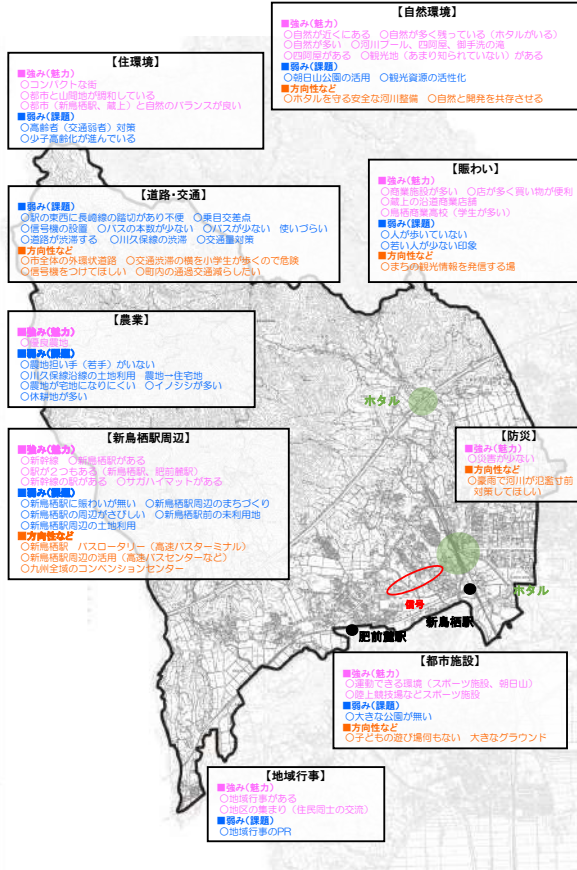 【自然環境】
■強み(魅力)
○自然が近くにある　○自然が多く残っている（ホタルがいる）
○自然が多い　○河川プール、四阿屋、御手洗の滝
○四阿屋がある　○観光地（あまり知られていない）がある
■弱み(課題)
○朝日山公園の活用　○観光資源の活性化
■方向性など
○ホタルを守る安全な河川整備　○自然と開発を共存させる
【住環境】
■強み(魅力)
○コンパクトな街
○都市と山間地が調和している
○都市（新鳥栖駅、蔵上）と自然のバランスが良い
■弱み(課題)
○高齢者（交通弱者）対策
○少子高齢化が進んでいる
【道路・交通】
■弱み(課題)
○駅の東西に長崎線の踏切があり不便　○乗目交差点
○信号機の設置　○バスの本数が少ない　○バスが少ない　使いづらい
○道路が渋滞する　○川久保線の渋滞　○交通量対策
■方向性など
○市全体の外環状道路　○交通渋滞の横を小学生が歩くので危険
○信号機をつけてほしい　○町内の通過交通減らしたい
【賑わい】
■強み(魅力)
○商業施設が多い　○店が多く買い物が便利
○蔵上の沿道商業店舗
○鳥栖商業高校（学生が多い）
■弱み(課題)
○人が歩いていない
○若い人が少ない印象
■方向性など
○まちの観光情報を発信する場
【農業】
■強み(魅力)
○優良農地
■弱み(課題)
○農地担い手（若手）がいない
○川久保線沿線の土地利用　農地→住宅地
○農地が宅地になりにくい　○イノシシが多い
○休耕地が多い
ホタル
【新鳥栖駅周辺】
■強み(魅力)
○新幹線　○新鳥栖駅がある
○駅が２つもある（新鳥栖駅、肥前麓駅）
○新幹線の駅がある　○サガハイマットがある
■弱み(課題)
○新鳥栖駅に賑わいが無い　○新鳥栖駅周辺のまちづくり
○新鳥栖駅の周辺がさびしい　○新鳥栖駅前の未利用地
○新鳥栖駅周辺の土地利用
■方向性など
○新鳥栖駅　バスロータリー（高速バスターミナル）
○新鳥栖駅周辺の活用（高速バスセンターなど）
○九州全域のコンベンションセンター
【防災】
■強み(魅力)
○災害が少ない
■方向性など
○豪雨で河川が氾濫寸前
対策してほしい
信号
新鳥栖駅
ホタル
肥前麓駅
【都市施設】
■強み(魅力)
○運動できる環境（スポーツ施設、朝日山）
○陸上競技場などスポーツ施設
■弱み(課題)
○大きな公園が無い
■方向性など
○子どもの遊び場何もない　大きなグラウンド
【地域行事】
■強み(魅力)
○地域行事がある
○地区の集まり（住民同士の交流）
■弱み(課題)
○地域行事のPR